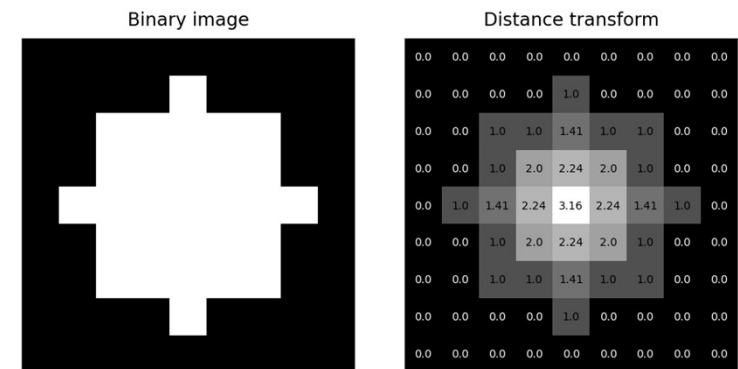 Binary image
Distance transform
0.0 0.0 0.0 0.0 0.0 0.0 0.0 0.0 0.0
0.0 0.0 0.0 0.0 1.0 0.0 0.0 0.0 0.0
0.0 0.0 1.0 1.0 1.41 1.0 1.0 0.0 0.0
0.0 0.0 1.0 2.0 2.24 2.0 1.0 0.0 0.0
0.0 1.0 1.41 2.24 3.16 2.24 1.41 1.0 0.0
0.0 0.0 1.0 2.0 2.24 2.0 1.0 0.0 0.0
0.0 0.0 1.0 1.0 1.41 1.0 1.0 0.0 0.0
0.0 0.0 0.0 0.0 1.0 0.0 0.0 0.0 0.0
0.0 0.0 0.0 0.0 0.0 0.0 0.0 0.0 0.0